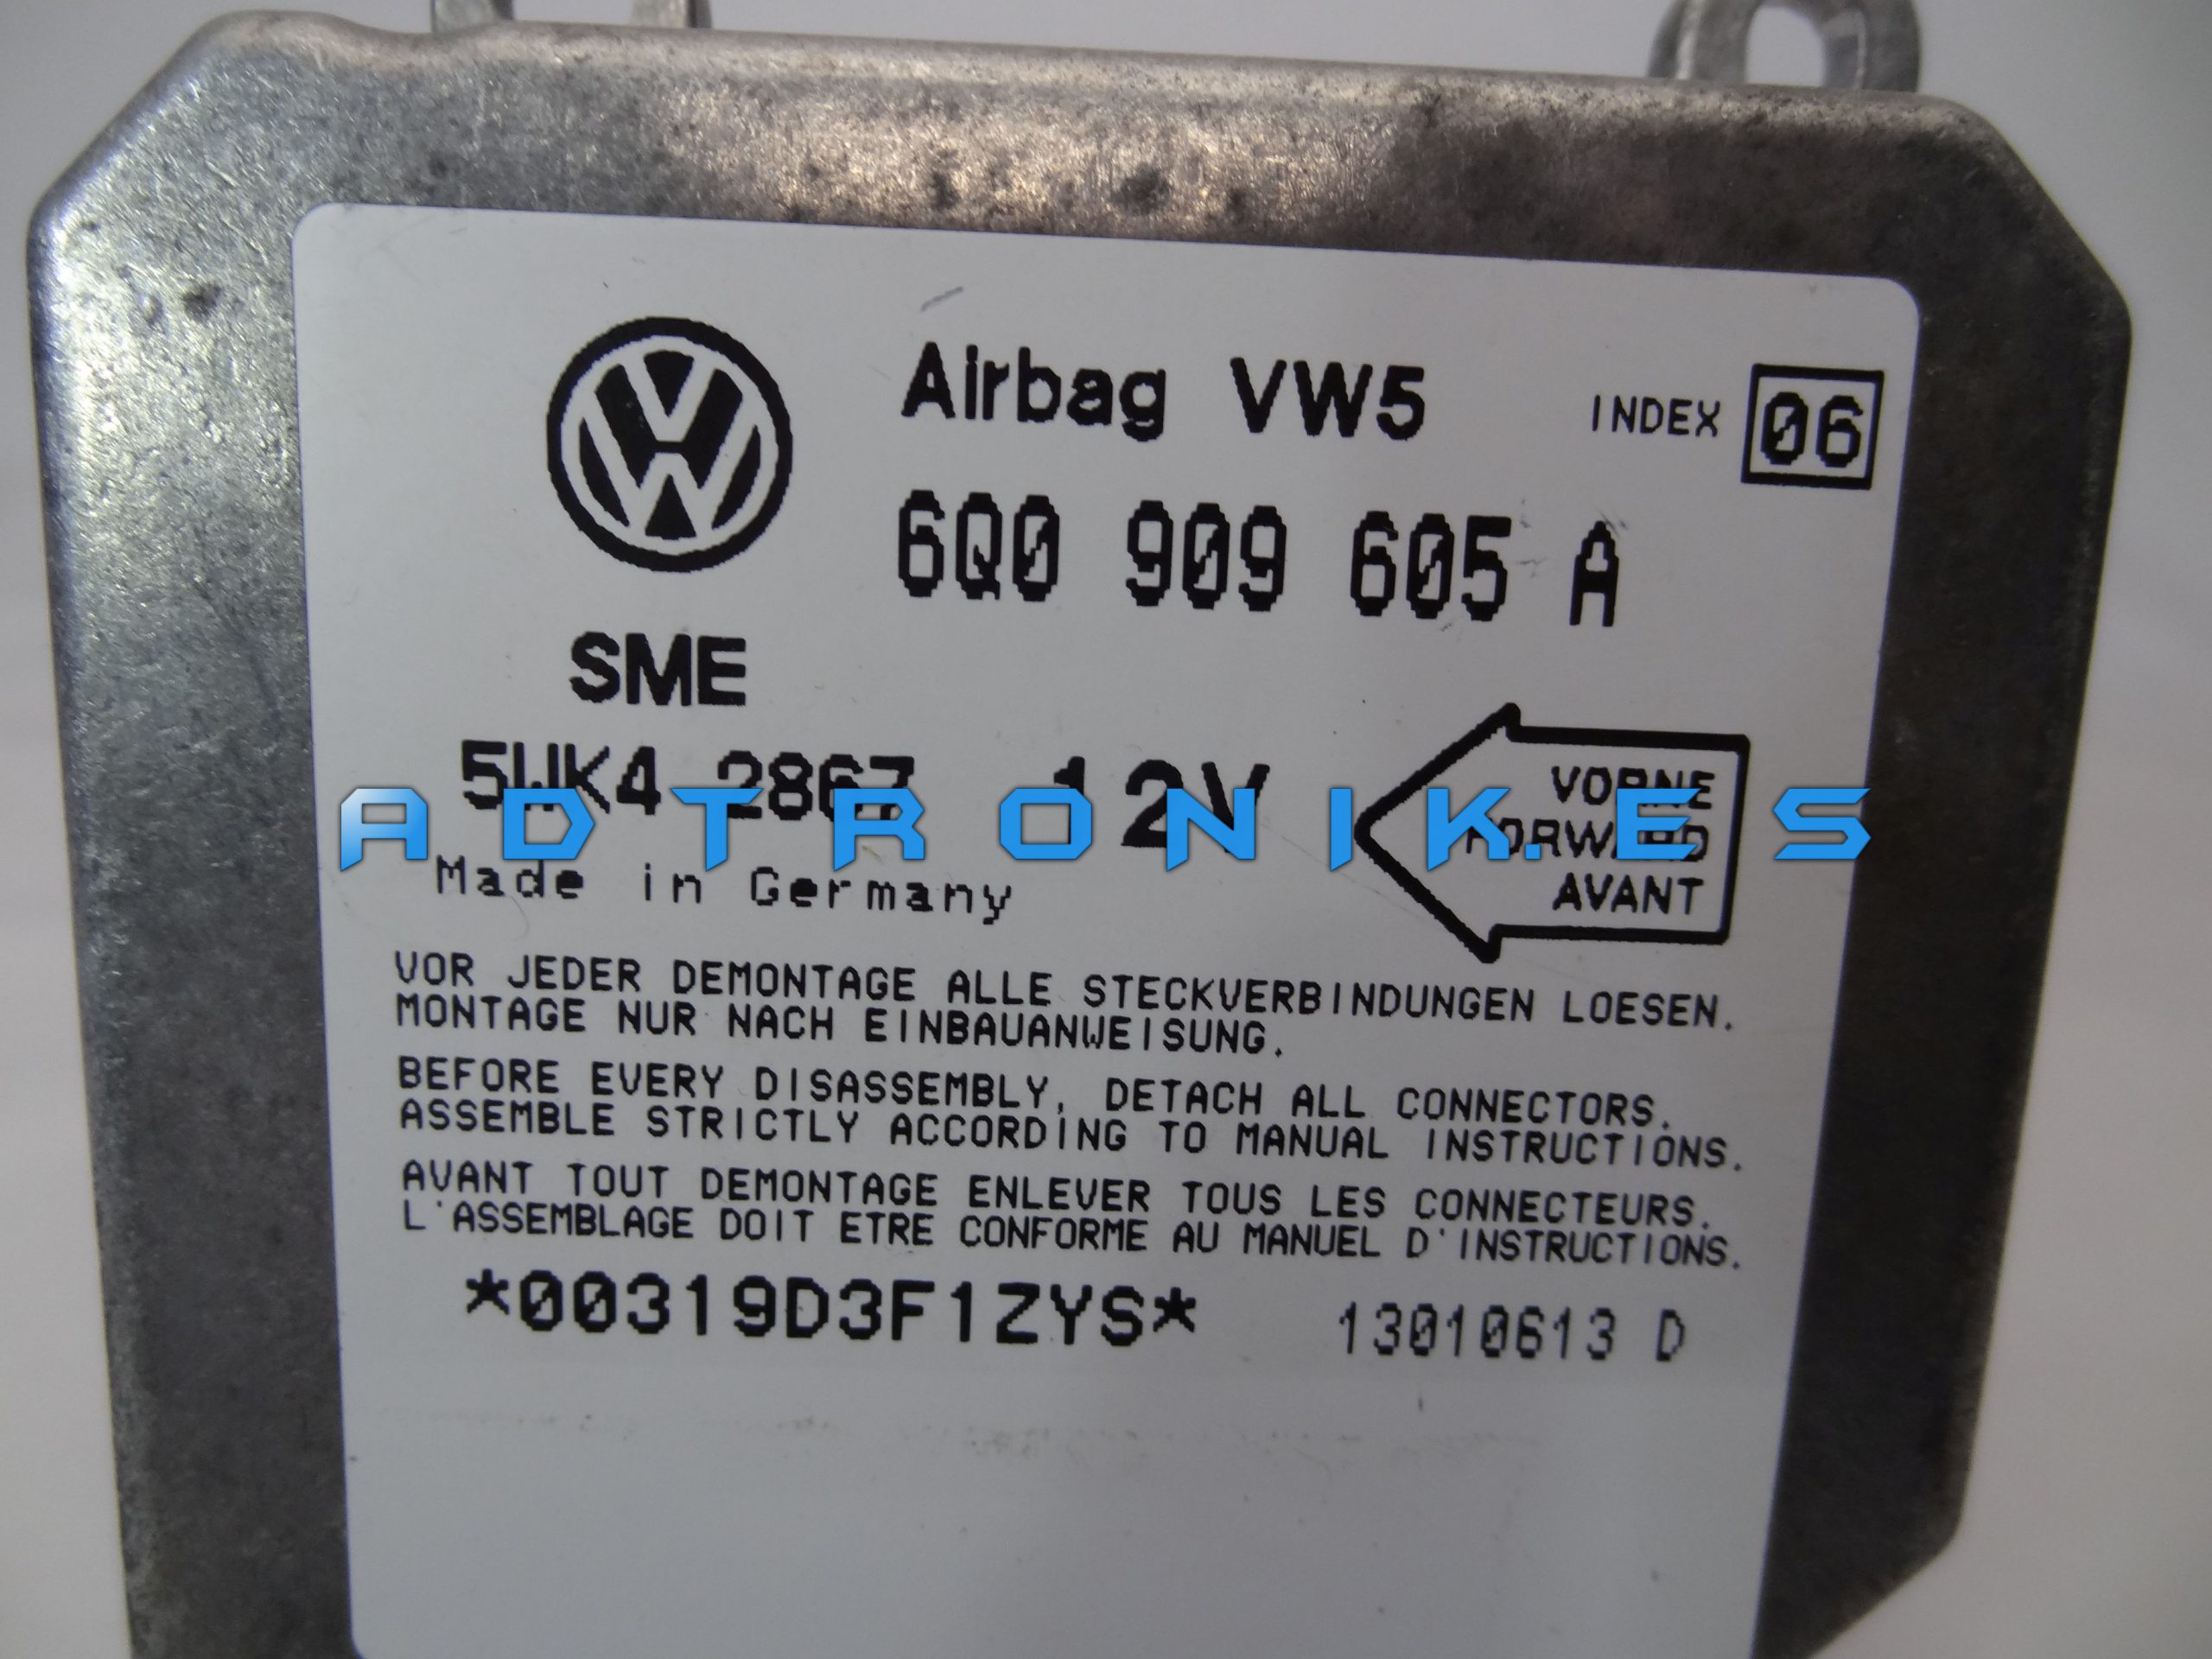 Airbag VW5 INDEX 06
6Q0 909 605 A
SME
5WK4 2867 12V
VORNE
FORWARD
AVANT
ADTRONIK.ES
Made in Germany
VOR JEDER DEMONTAGE ALLE STECKVERBINDUNGEN LOESEN.
MONTAGE NUR NACH EINBAUANWEISUNG.
BEFORE EVERY DISASSEMBLY, DETACH ALL CONNECTORS.
ASSEMBLE STRICTLY ACCORDING TO MANUAL INSTRUCTIONS.
AVANT TOUT DEMONTAGE ENLEVER TOUS LES CONNECTEURS.
L'ASSEMBLAGE DOIT ETRE CONFORME AU MANUEL D'INSTRUCTIONS.
*00319D3F1ZYS* 13010613 D